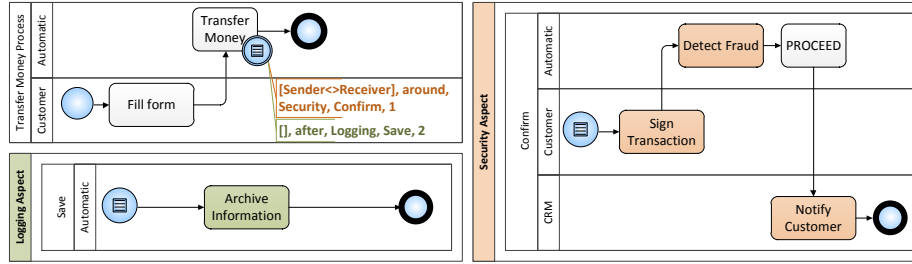 Transfer Money Process
Automatic
Transfer
Money
Customer
Fill form
[Sender<>Receiver], around,
Security, Confirm, 1
[], after, Logging, Save, 2
Logging Aspect
Save
Automatic
Archive
Information
Security Aspect
Confirm
Automatic
Detect Fraud
PROCEED
Customer
Sign
Transaction
CRM
Notify
Customer